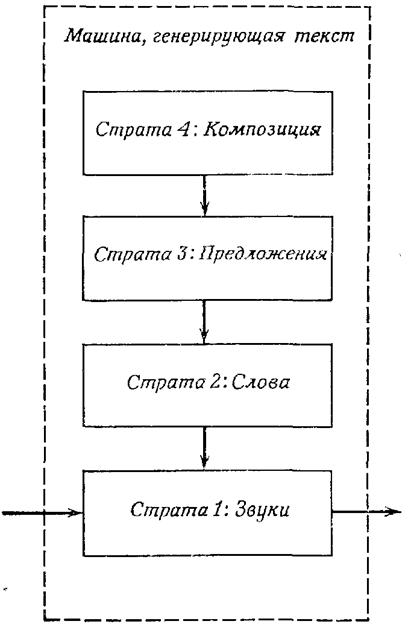 Машина, генерирующая текст
Страта 4: Композиция
Страта 3: Предложения
Страта 2: Слова
Страта 1: Звуки